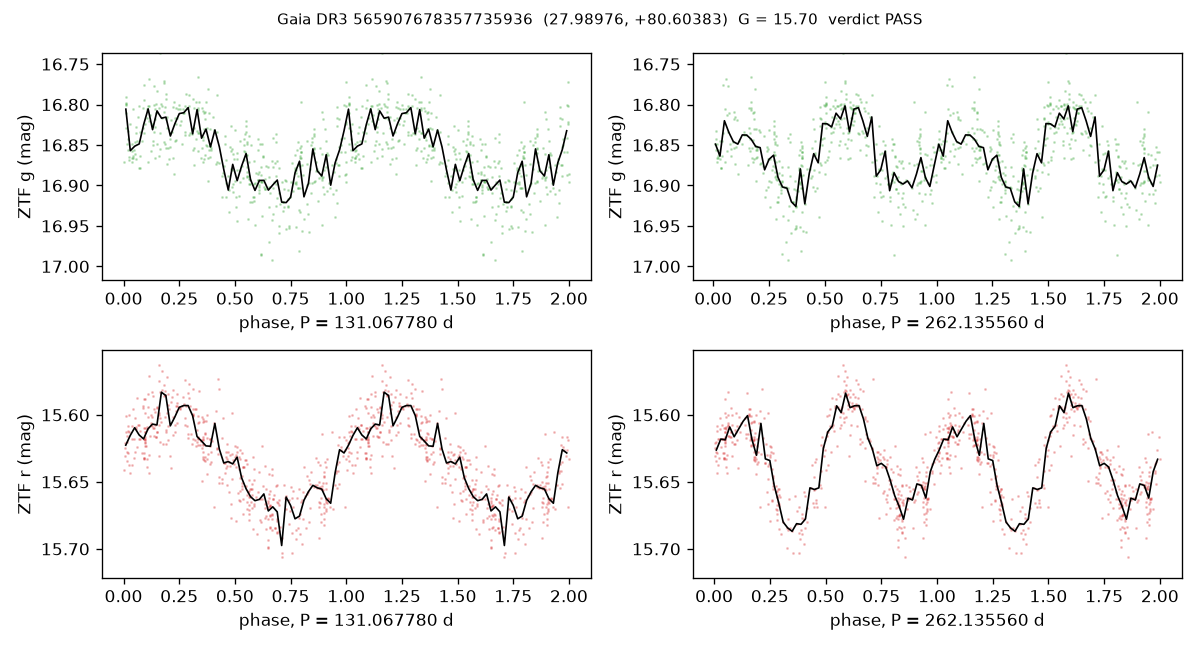 Gaia DR3 565907678357735936  (27.98976, +80.60383)  G = 15.70  verdict PASS
16.75
16.80
16.85
16.90
16.95
17.00
ZTF g (mag)
0.00 0.25 0.50 0.75 1.00 1.25 1.50 1.75 2.00
phase, P = 131.067780 d
16.75
16.80
16.85
16.90
16.95
17.00
ZTF g (mag)
0.00 0.25 0.50 0.75 1.00 1.25 1.50 1.75 2.00
phase, P = 262.135560 d
15.60
15.65
15.70
ZTF r (mag)
0.00 0.25 0.50 0.75 1.00 1.25 1.50 1.75 2.00
phase, P = 131.067780 d
15.60
15.65
15.70
ZTF r (mag)
0.00 0.25 0.50 0.75 1.00 1.25 1.50 1.75 2.00
phase, P = 262.135560 d